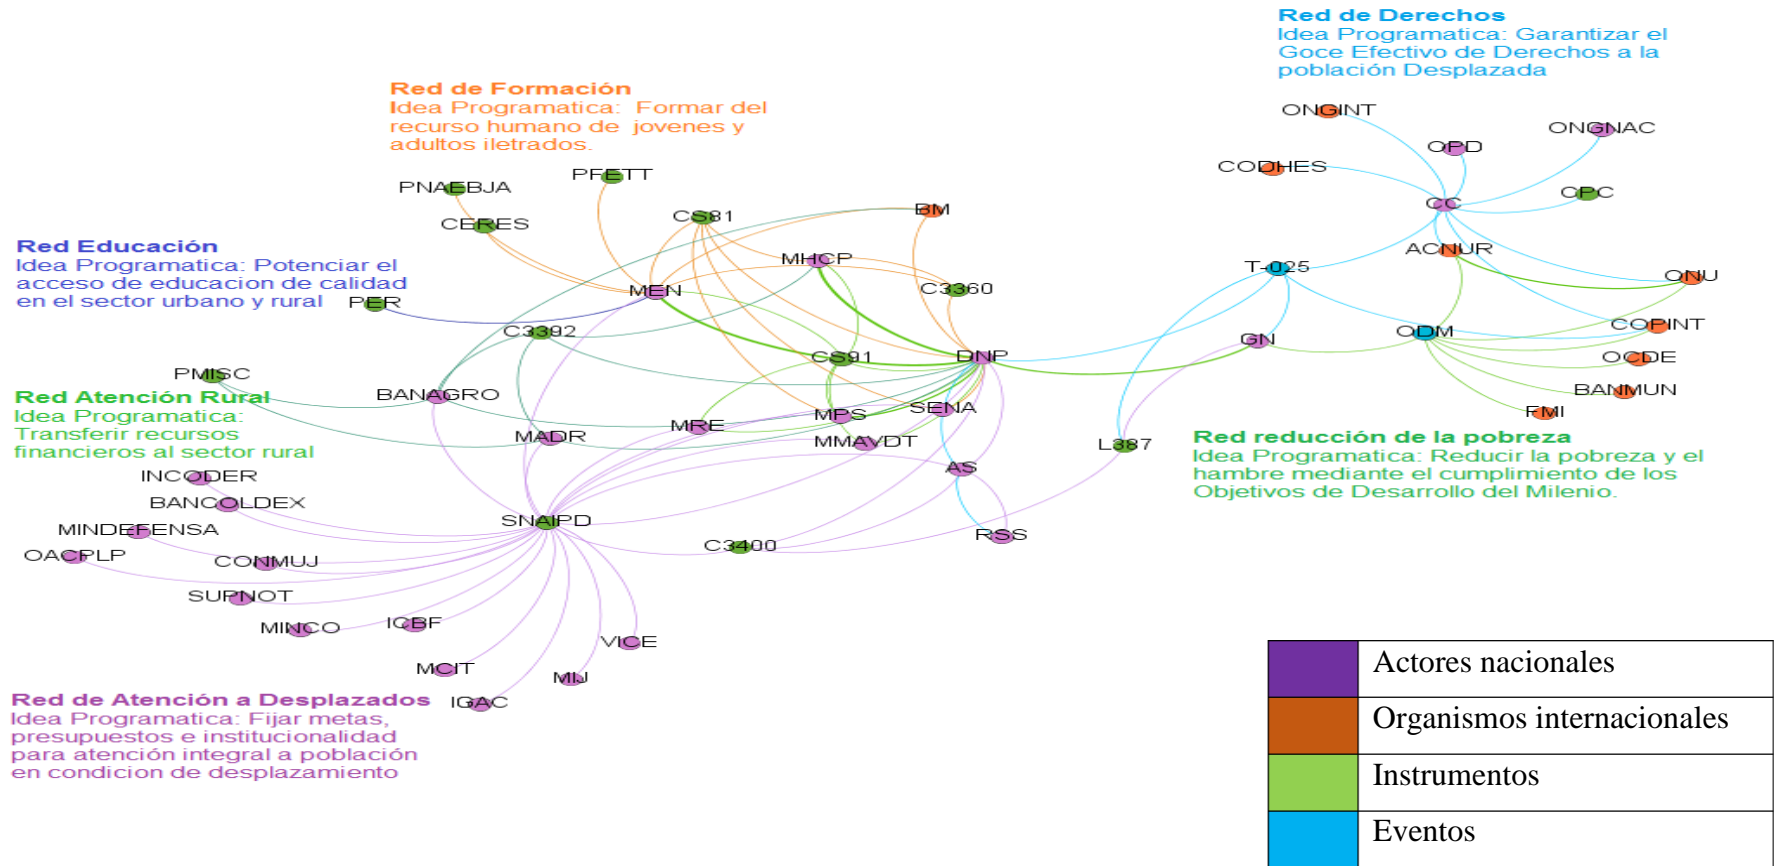 Red de Derechos
Idea Programatica: Garantizar el
Goce Efectivo de Derechos a la
población Desplazada
Red de Formación
Idea Programatica:  Formar del
recurso humano de  jovenes y
adultos iletrados.
ONGINT
ONGNAC
OPD
CODHES
CPC
CC
PNAEBJA
PFETT
CERES
CS81
BM
Red Educación
Idea Programatica: Potenciar el
acceso de educacion de calidad
en el sector urbano y rural
MHCP
ACNUR
T-025
ONU
MEN
C3360
PER
C3392
CS91
DNP
GN
ODM
COPINT
OCDE
BANMUN
FMI
PMISC
Red Atención Rural
Idea Programatica:
Transferir recursos
financieros al sector rural
BANAGRO
MRE
MPS
SENA
MADR
MMAVDT
L387
AS
Red reducción de la pobreza
Idea Programatica: Reducir la pobreza y el
hambre mediante el cumplimiento de los
Objetivos de Desarrollo del Milenio.
INCODER
BANCOLDEX
MINDEFENSA
SNAIPD
OACPLP
CONMUJ
C3400
RSS
SUPNOT
MINCO
ICBF
VICE
MCIT
MIJ
IGAC
Red de Atención a Desplazados
Idea Programatica: Fijar metas,
presupuestos e institucionalidad
para atención integral a población
en condicion de desplazamiento
Actores nacionales
Organismos internacionales
Instrumentos
Eventos